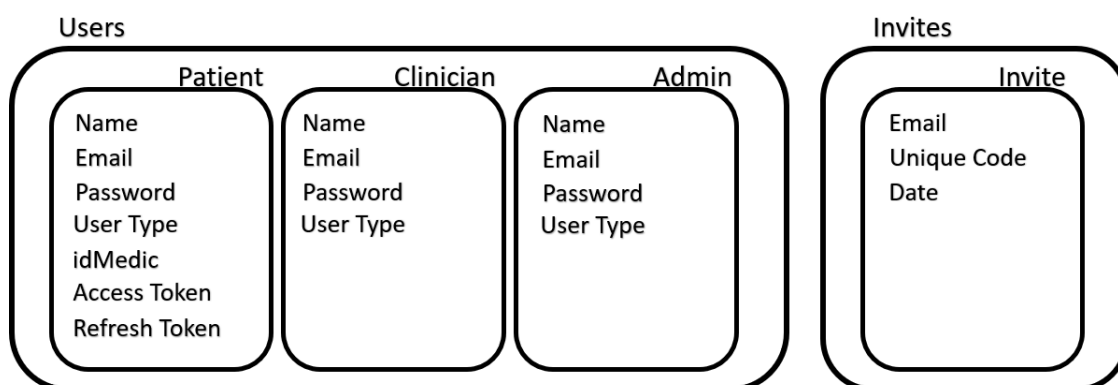 Users
Patient
Name
Email
Password
User Type
idMedic
Access Token
Refresh Token
Clinician
Name
Email
Password
User Type
Admin
Name
Email
Password
User Type
Invites
Invite
Email
Unique Code
Date